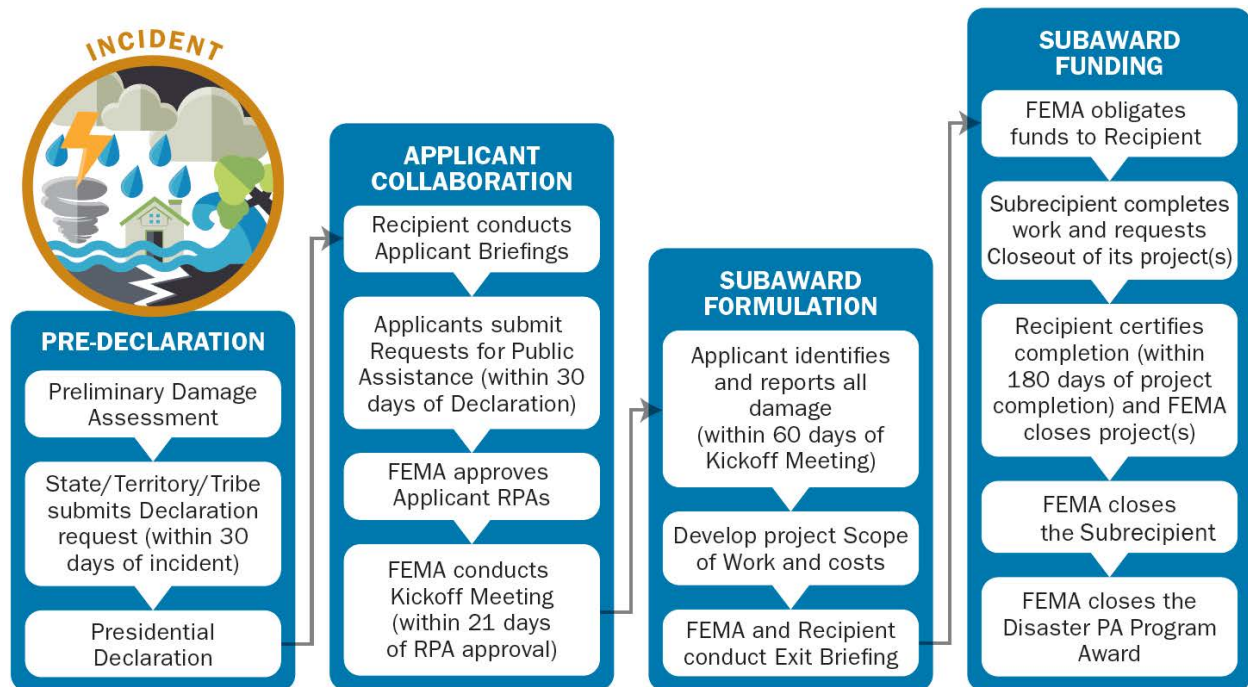 INCIDENT
PRE-DECLARATION
Preliminary Damage
Assessment
State/Territory/Tribe
submits Declaration
request (within 30
days of incident)
Presidential
Declaration
APPLICANT
COLLABORATION
Recipient conducts
Applicant Briefings
Applicants submit
Requests for Public
Assistance (within 30
days of Declaration)
FEMA approves
Applicant RPAs
FEMA conducts
Kickoff Meeting
(within 21 days
of RPA approval)
SUBAWARD
FORMULATION
Applicant identifies
and reports all
damage
(within 60 days of
Kickoff Meeting)
Develop project Scope
of Work and costs
FEMA and Recipient
conduct Exit Briefing
SUBAWARD
FUNDING
FEMA obligates
funds to Recipient
Subrecipient completes
work and requests
Closeout of its project(s)
Recipient certifies
completion (within
180 days of project
completion) and FEMA
closes project(s)
FEMA closes
the Subrecipient
FEMA closes the
Disaster PA Program
Award